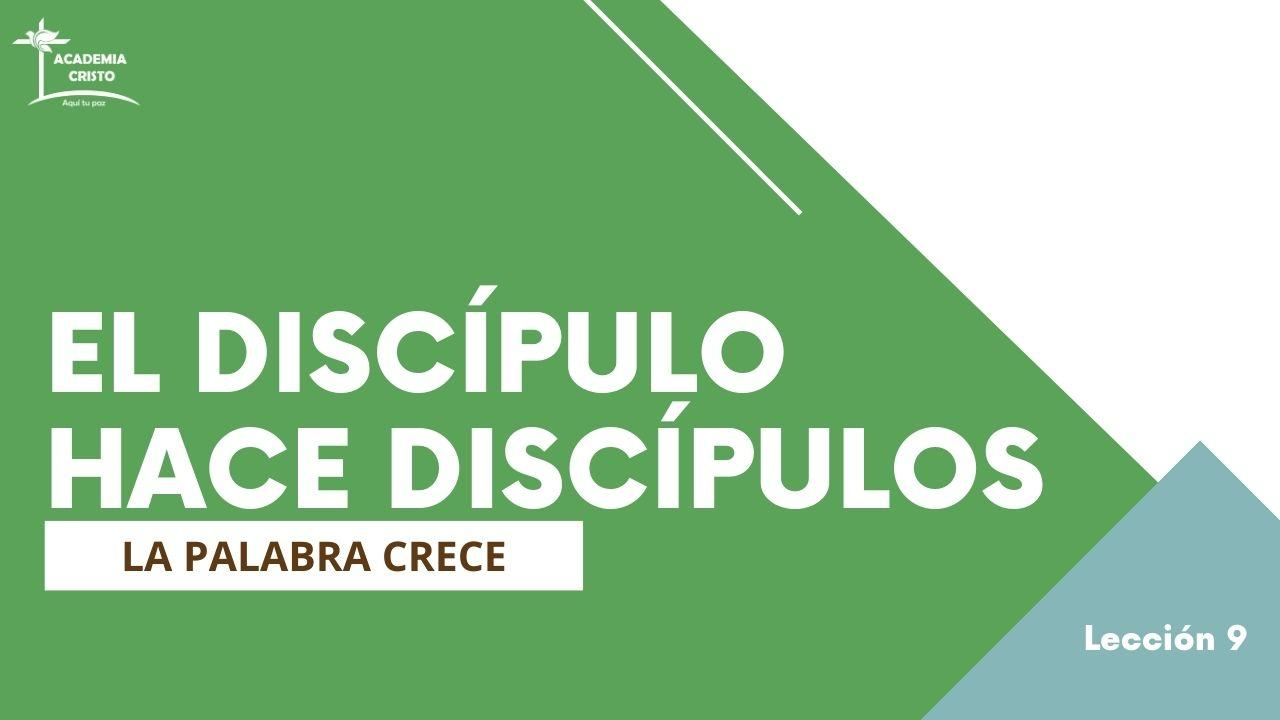 ACADEMIA
CRISTO
Aquí tu paz
EL DISCÍPULO
HACE DISCÍPULOS
LA PALABRA CRECE
Lección 9